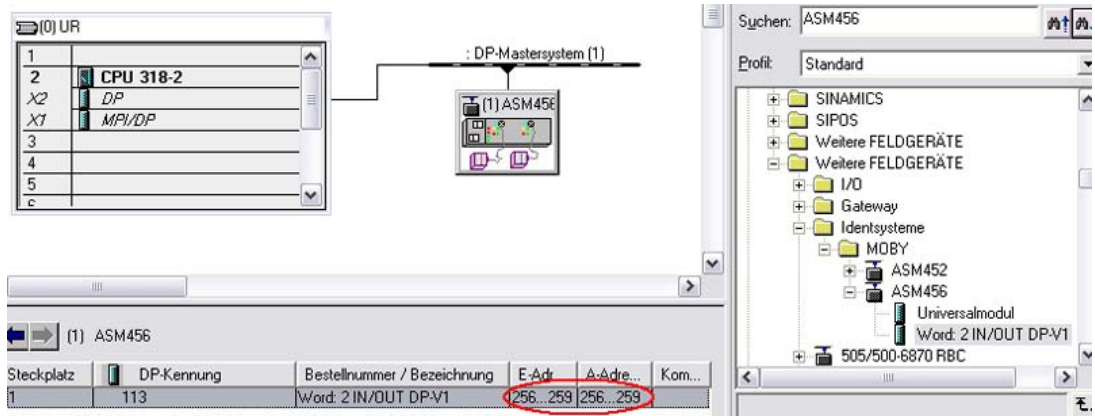 (0) UR
1
2 CPU 318-2
X2 DP
X1 MPI/DP
3
4
5
: DP-Mastersystem (1)
(1) ASM456
(1) ASM456
Steckplatz DP-Kennung Bestellnummer / Bezeichnung E-Adr A-Adre... Kom...
1 113 Word: 2 IN/OUT DP-V1 256...259 256...259
Suchen: ASM456
Profil: Standard
SINAMICS
SIPOS
Weitere FELDGERÄTE
Weitere FELDGERÄTE
I/O
Gateway
Identsysteme
MOBY
ASM452
ASM456
Universalmodul
Word: 2 IN/OUT DP-V1
505/500-6870 RBC